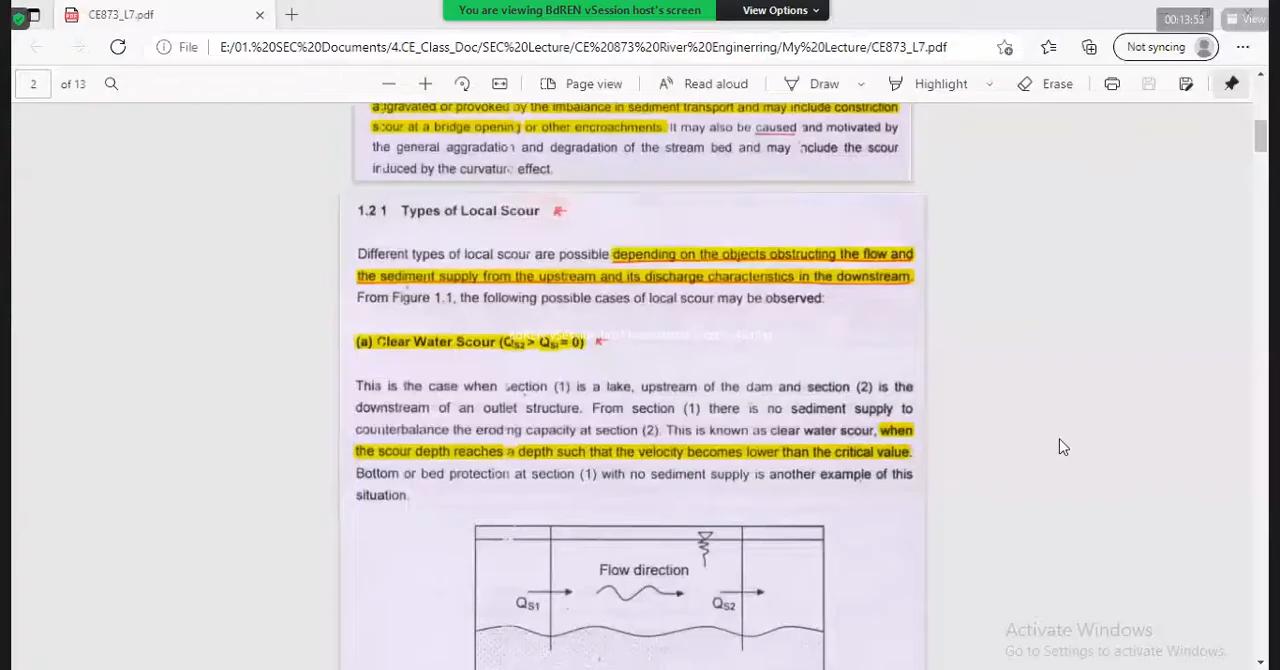 CE873_L7.pdf
You are viewing BdREN vSession host's screen
View Options
00:13:53
View
File
E:/01.%20SEC%20Documents/4.CE_Class_Doc/SEC%20Lecture/CE%20873%20River%20Enginerring/My%20Lecture/CE873_L7.pdf
Not syncing
2 of 13
Page view
Read aloud
Draw
Highlight
Erase
aggravated or provoked by the imbalance in sediment transport and may include constriction
scour at a bridge opening or other encroachments. It may also be caused and motivated by
the general aggradation and degradation of the stream bed and may include the scour
induced by the curvature effect.
1.2 1 Types of Local Scour
Different types of local scour are possible depending on the objects obstructing the flow and
the sediment supply from the upstream and its discharge characteristics in the downstream.
From Figure 1.1, the following possible cases of local scour may be observed:
(a) Clear Water Scour (QS2 > QS1 = 0)
This is the case when section (1) is a lake, upstream of the dam and section (2) is the
downstream of an outlet structure. From section (1) there is no sediment supply to
counterbalance the eroding capacity at section (2). This is known as clear water scour, when
the scour depth reaches a depth such that the velocity becomes lower than the critical value.
Bottom or bed protection at section (1) with no sediment supply is another example of this
situation.
Flow direction
QS1
QS2
Activate Windows
Go to Settings to activate Windows.